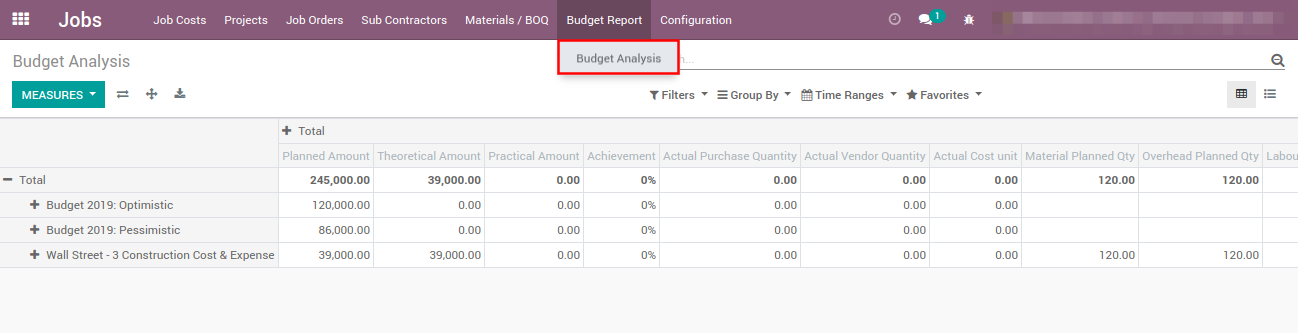 Jobs Job Costs Projects Job Orders Sub Contractors Materials / BOQ Budget Report Configuration 1
Budget Analysis Budget Analysis ...
MEASURES Filters Group By Time Ranges Favorites
Total
Planned Amount Theoretical Amount Practical Amount Achievement Actual Purchase Quantity Actual Vendor Quantity Actual Cost unit Material Planned Qty Overhead Planned Qty Labou
Total 245,000.00 39,000.00 0.00 0% 0.00 0.00 0.00 120.00 120.00
Budget 2019: Optimistic 120,000.00 0.00 0.00 0% 0.00 0.00 0.00
Budget 2019: Pessimistic 86,000.00 0.00 0.00 0% 0.00 0.00 0.00
Wall Street - 3 Construction Cost & Expense 39,000.00 39,000.00 0.00 0% 0.00 0.00 0.00 120.00 120.00